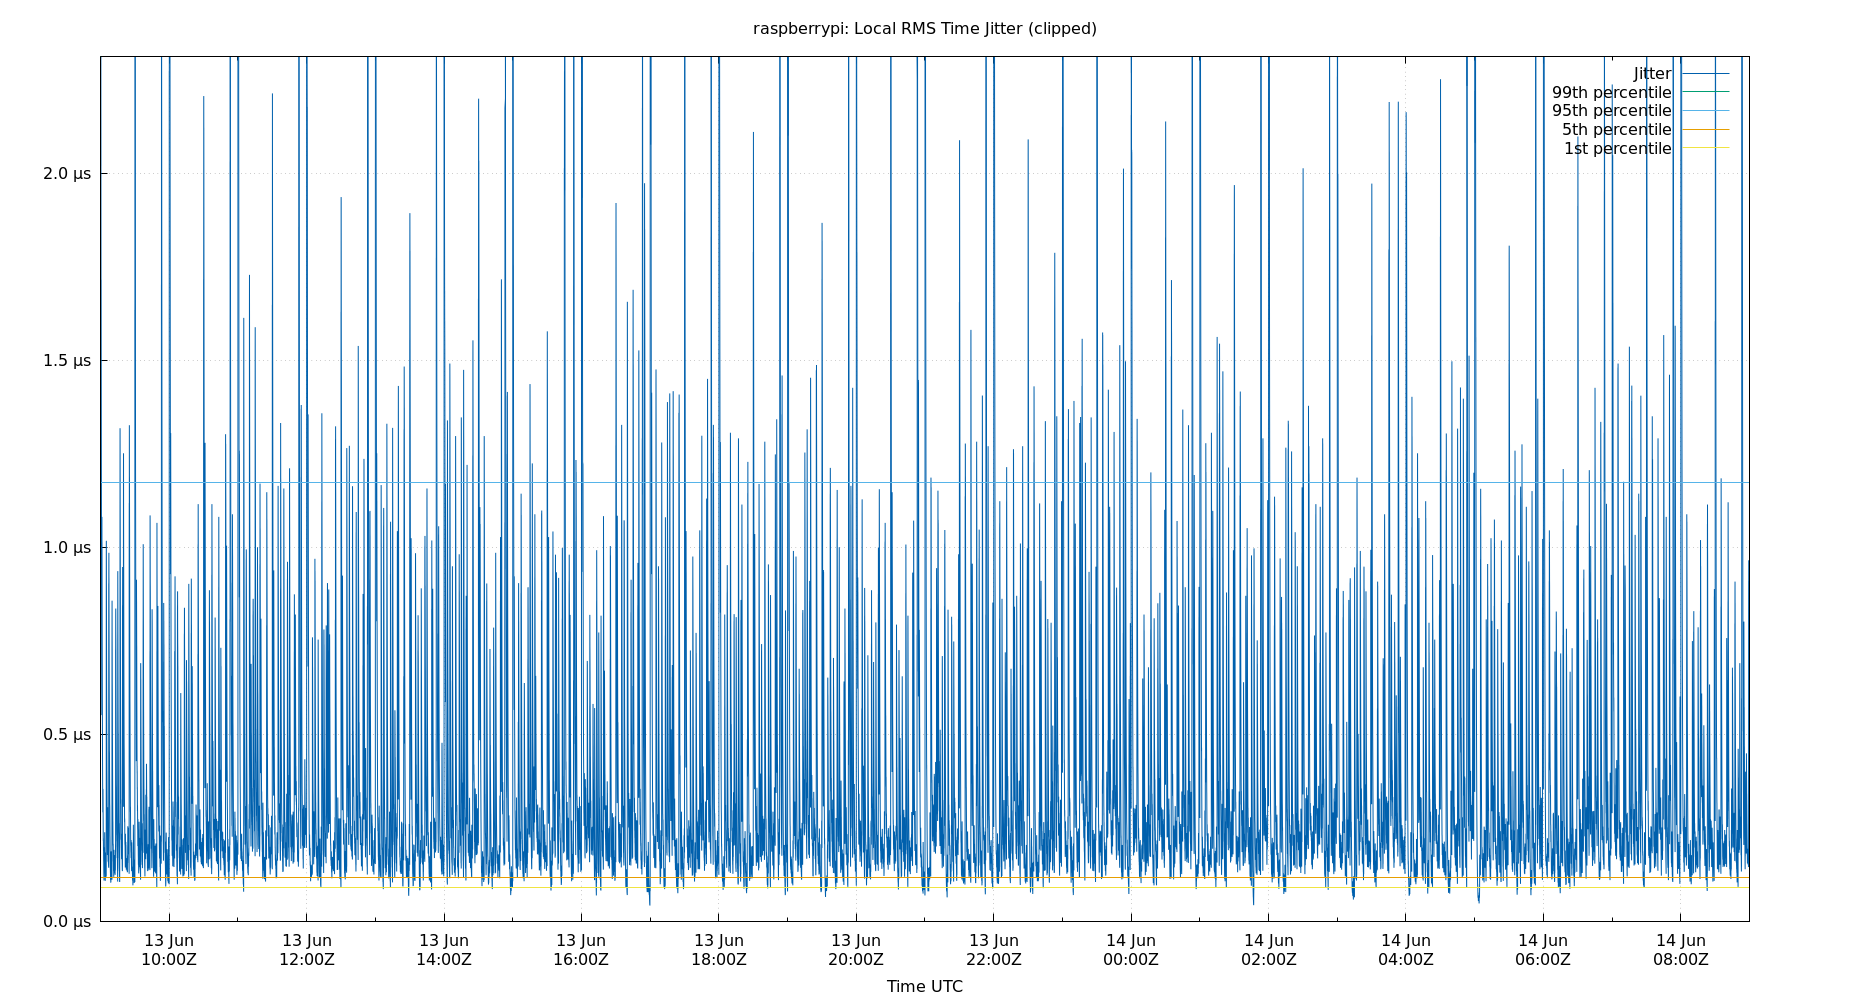 raspberrypi: Local RMS Time Jitter (clipped)
Jitter
99th percentile
95th percentile
5th percentile
1st percentile
2.0 µs
1.5 µs
1.0 µs
0.5 µs
0.0 µs
13 Jun 13 Jun 13 Jun 13 Jun 13 Jun 13 Jun 13 Jun 14 Jun 14 Jun 14 Jun 14 Jun 14 Jun
10:00Z 12:00Z 14:00Z 16:00Z 18:00Z 20:00Z 22:00Z 00:00Z 02:00Z 04:00Z 06:00Z 08:00Z
Time UTC